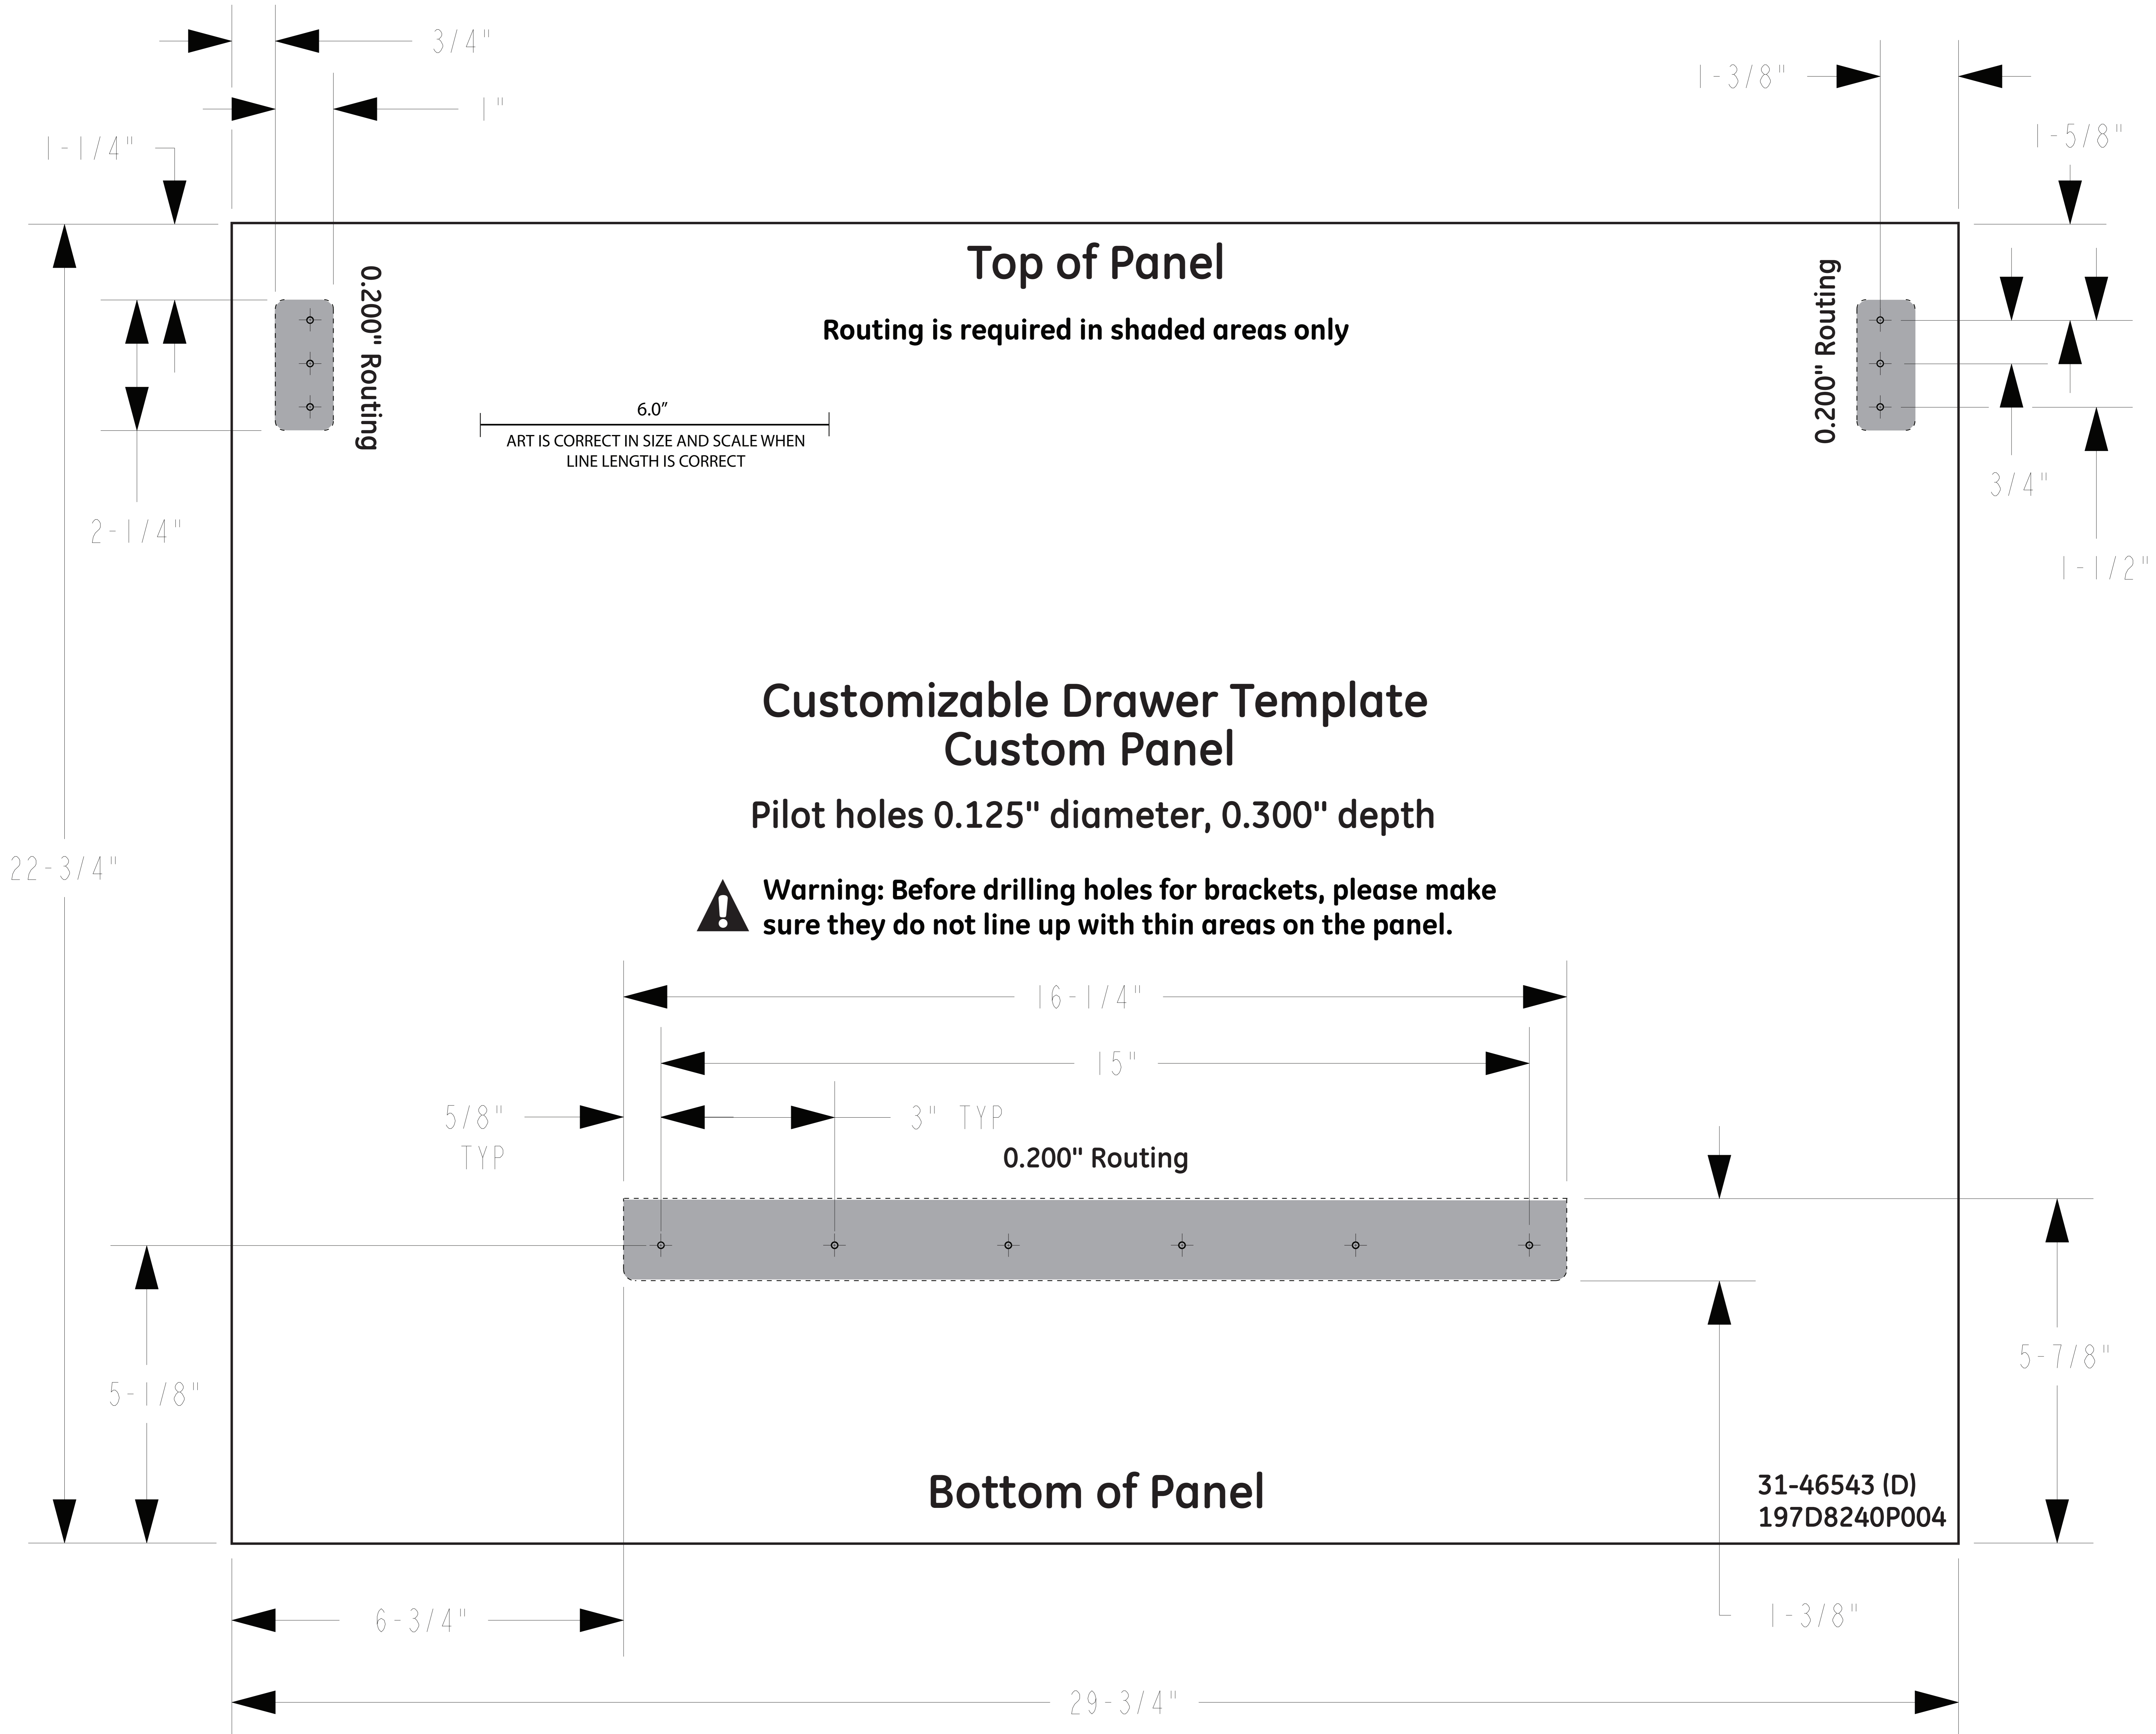 3/4"
1-3/8"
1"
1-5/8"
1-1/4"
Top of Panel
Routing is required in shaded areas only
0.200" Routing
0.200" Routing
6.0”
ART IS CORRECT IN SIZE AND SCALE WHEN
LINE LENGTH IS CORRECT
3/4"
2-1/4"
1-1/2"
Customizable Drawer Template
Custom Panel
Pilot holes 0.125" diameter, 0.300" depth
22-3/4"
Warning: Before drilling holes for brackets, please make
sure they do not line up with thin areas on the panel.
16-1/4"
15"
5/8"
TYP
3" TYP
0.200" Routing
5-7/8"
5-1/8"
Bottom of Panel
31-46543 (D)
197D8240P004
6-3/4"
1-3/8"
29-3/4"